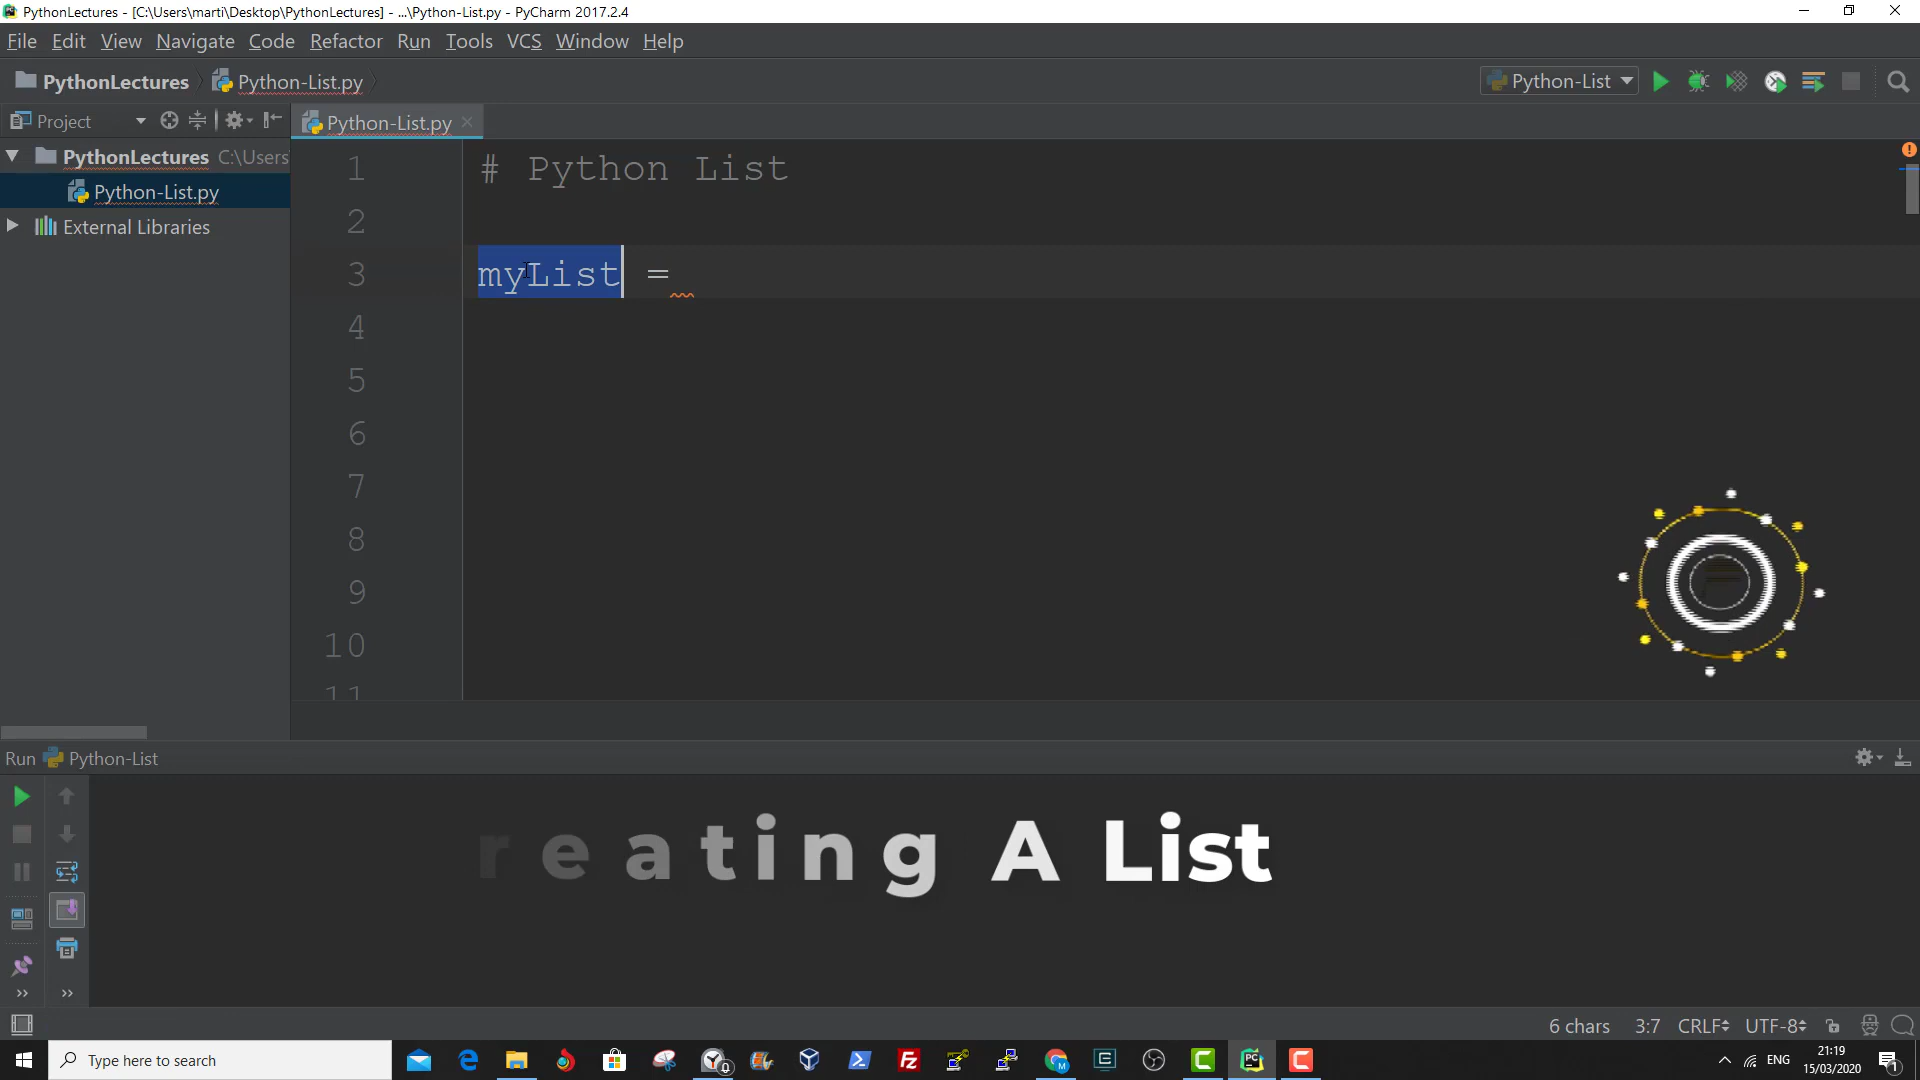 PythonLectures - [C:\Users\marti\Desktop\PythonLectures] - ...\Python-List.py - PyCharm 2017.2.4
File Edit View Navigate Code Refactor Run Tools VCS Window Help
PythonLectures Python-List.py Python-List
Project Python-List.py
PythonLectures C:\Users
Python-List.py
External Libraries
1 # Python List
2
3 myList =
4
5
6
7
8
9
10
11
Run Python-List
reating A List
6 chars 3:7 CRLF UTF-8
Type here to search
ENG 21:19
15/03/2020